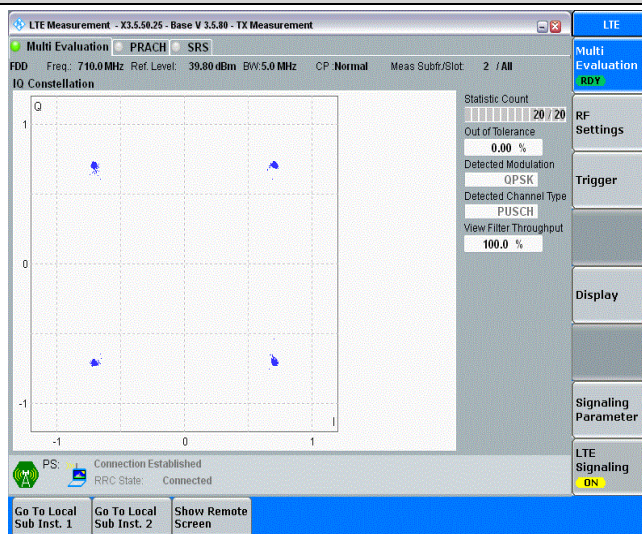 LTE Measurement - X3.5.50.25 - Base V 3.5.80 - TX Measurement
LTE
Multi Evaluation PRACH SRS
FDD Freq.: 710.0 MHz Ref. Level: 39.80 dBm BW:5.0 MHz CP :Normal Meas Subfr./Slot: 2 / All
IQ Constellation
Q
1
0
-1
-1 0 1
I
Statistic Count
20 / 20
Out of Tolerance
0.00 %
Detected Modulation
QPSK
Detected Channel Type
PUSCH
View Filter Throughput
100.0 %
Multi
Evaluation
RDY
RF
Settings
Trigger
Display
Signaling
Parameter
LTE
Signaling
ON
PS: Connection Established
RRC State: Connected
Go To Local
Sub Inst. 1
Go To Local
Sub Inst. 2
Show Remote
Screen